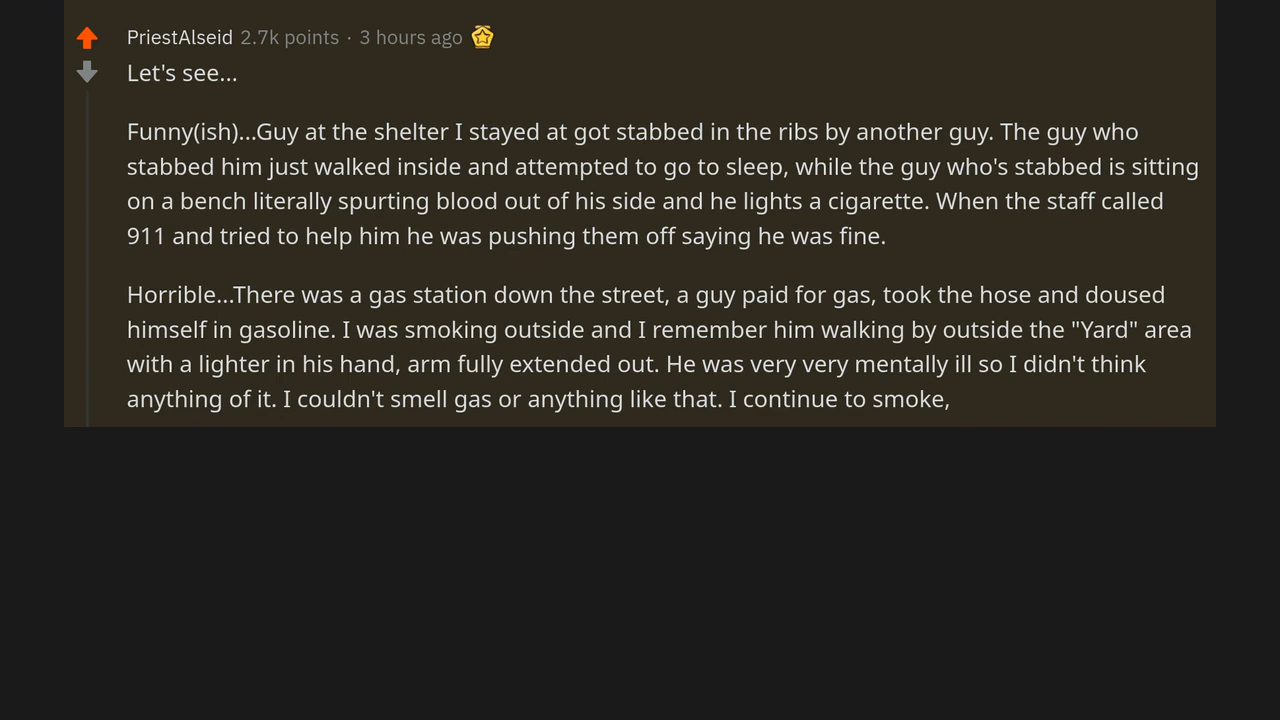 PriestAlseid 2.7k points · 3 hours ago
Let's see...
Funny(ish)...Guy at the shelter I stayed at got stabbed in the ribs by another guy. The guy who
stabbed him just walked inside and attempted to go to sleep, while the guy who's stabbed is sitting
on a bench literally spurting blood out of his side and he lights a cigarette. When the staff called
911 and tried to help him he was pushing them off saying he was fine.
Horrible...There was a gas station down the street, a guy paid for gas, took the hose and doused
himself in gasoline. I was smoking outside and I remember him walking by outside the "Yard" area
with a lighter in his hand, arm fully extended out. He was very very mentally ill so I didn't think
anything of it. I couldn't smell gas or anything like that. I continue to smoke,